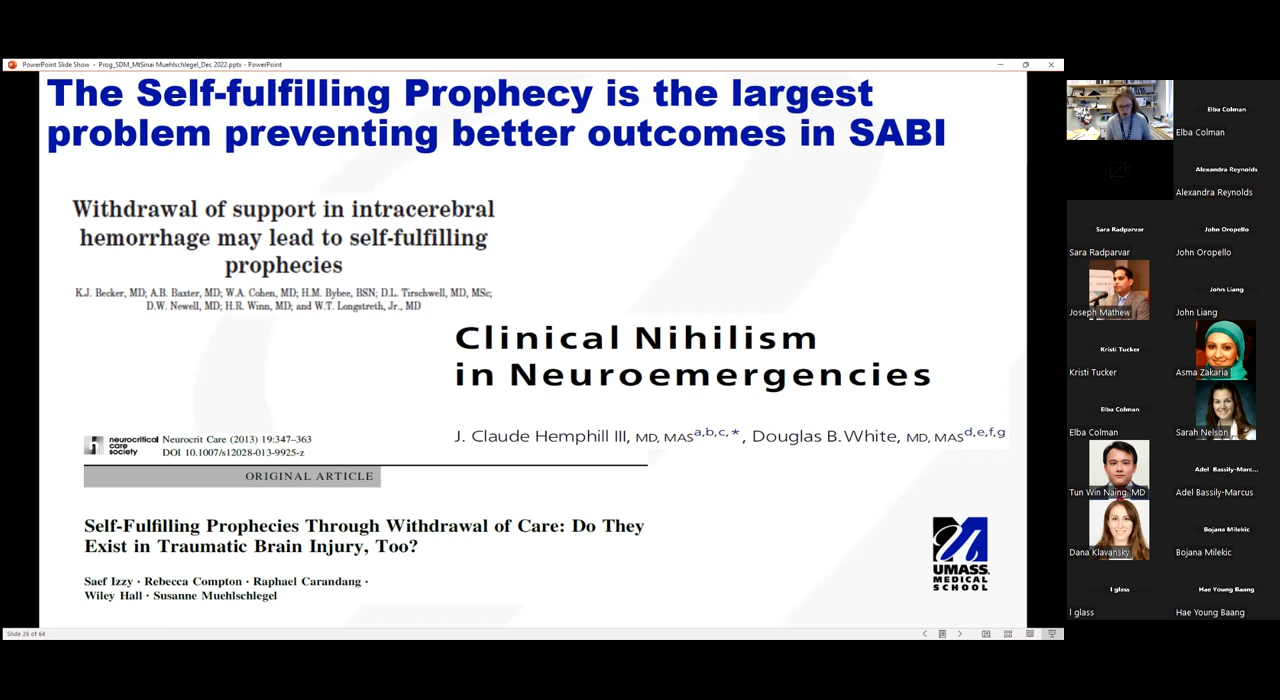 PowerPoint Slide Show - Prog_SDM_MtSinai Muehlschlegel_Dec 2022.pptx - PowerPoint
The Self-fulfilling Prophecy is the largest
problem preventing better outcomes in SABI
Withdrawal of support in intracerebral
hemorrhage may lead to self-fulfilling
prophecies
K.J. Becker, MD; A.B. Baxter, MD; W.A. Cohen, MD; H.M. Bybee, BSN; D.L. Tirschwell, MD, MSc;
D.W. Newell, MD; H.R. Winn, MD; and W.T. Longstreth, Jr., MD
Clinical Nihilism
in Neuroemergencies
J. Claude Hemphill III, MD, MASa,b,c,*, Douglas B. White, MD, MASd,e,f,g
neurocritical
care
society
Neurocrit Care (2013) 19:347–363
DOI 10.1007/s12028-013-9925-z
ORIGINAL ARTICLE
Self-Fulfilling Prophecies Through Withdrawal of Care: Do They
Exist in Traumatic Brain Injury, Too?
Saef Izzy · Rebecca Compton · Raphael Carandang ·
Wiley Hall · Susanne Muehlschlegel
UMASS
MEDICAL
SCHOOL
Slide 26 of 64
Elba Colman
Elba Colman
Alexandra Reynolds
Alexandra Reynolds
Sara Radparvar
Sara Radparvar
John Oropello
John Oropello
Joseph Mathew
John Liang
John Liang
Kristi Tucker
Kristi Tucker
Asma Zakaria
Elba Colman
Elba Colman
Sarah Nelson
Tun Win Naing, MD
Adel Bassily-Marc...
Adel Bassily-Marcus
Dana Klavansky
Bojana Milekic
Bojana Milekic
l glass
l glass
Hae Young Baang
Hae Young Baang